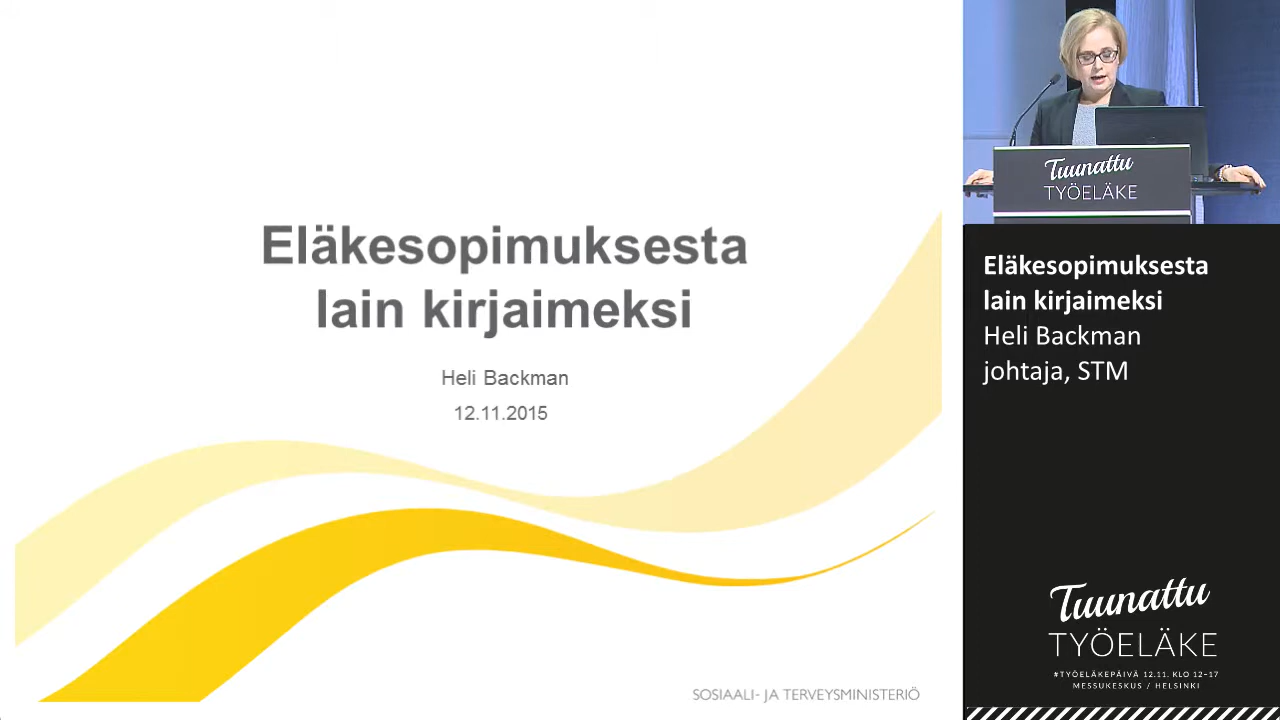 Eläkesopimuksesta
lain kirjaimeksi
Heli Backman
12.11.2015
SOSIAALI- JA TERVEYSMINISTERIÖ
Tuunattu
TYÖELÄKE
Eläkesopimuksesta
lain kirjaimeksi
Heli Backman
johtaja, STM
Tuunattu
TYÖELÄKE
#TYÖELÄKEPÄIVÄ 12.11. KLO 12–17
MESSUKESKUS / HELSINKI